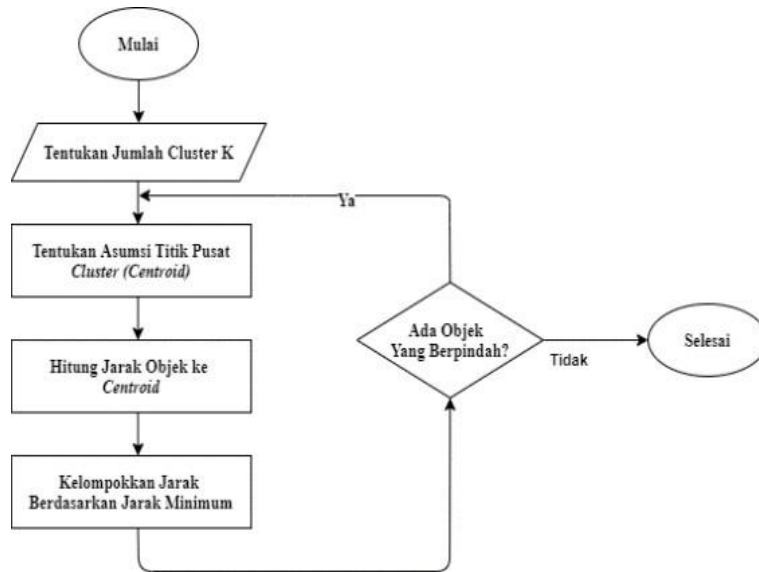 Mulai
Tentukan Jumlah Cluster K
Ya
Tentukan Asumsi Titik Pusat
Cluster (Centroid)
Hitung Jarak Objek ke
Centroid
Kelompokkan Jarak
Berdasarkan Jarak Minimum
Ada Objek
Yang Berpindah?
Tidak
Selesai